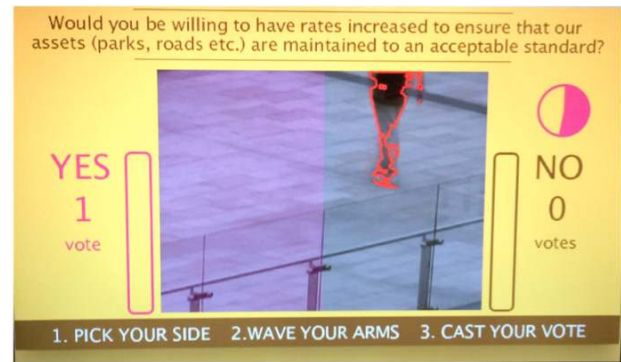 Would you be willing to have rates increased to ensure that our
assets (parks, roads etc.) are maintained to an acceptable standard?
YES
1
vote
NO
0
votes
1. PICK YOUR SIDE 2.WAVE YOUR ARMS 3. CAST YOUR VOTE